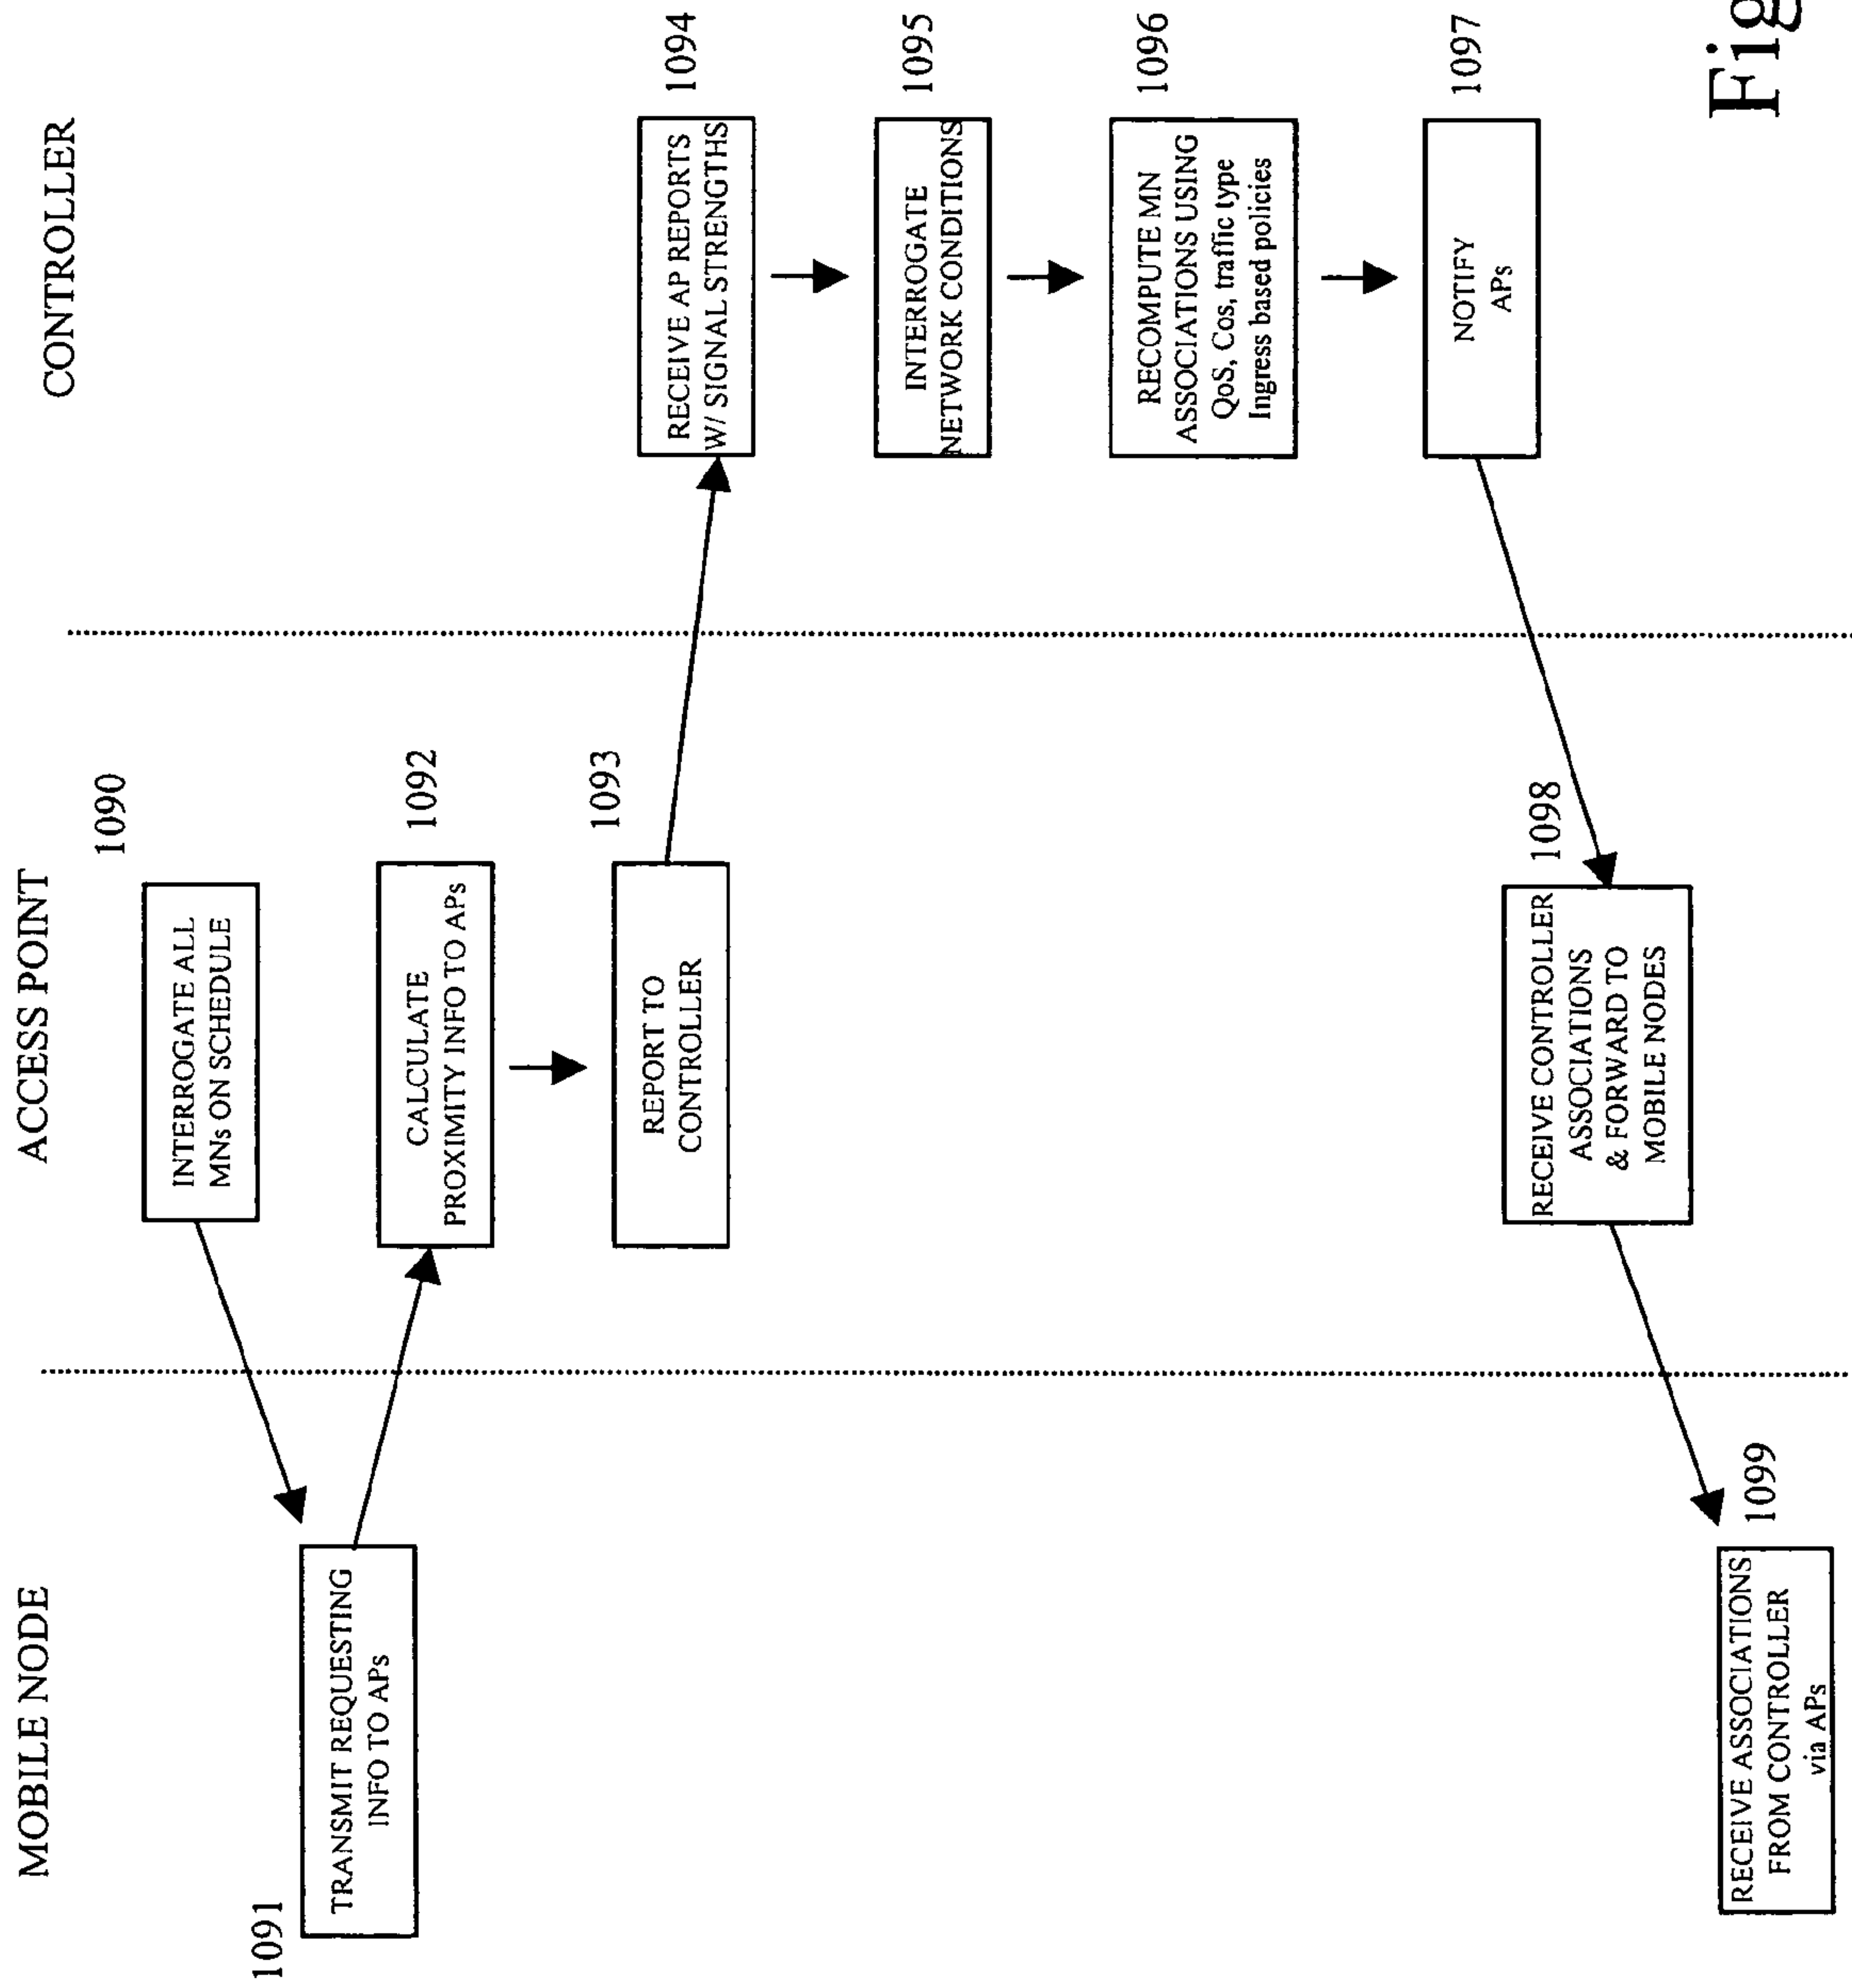 MOBILE NODE
ACCESS POINT
CONTROLLER
1090
INTERROGATE ALL
MNs ON SCHEDULE
1091
TRANSMIT REQUESTING
INFO TO APs
1092
CALCULATE
PROXIMITY INFO TO APs
1093
REPORT TO
CONTROLLER
1094
RECEIVE AP REPORTS
W/ SIGNAL STRENGTHS
1095
INTERROGATE
NETWORK CONDITIONS
1096
RECOMPUTE MN
ASSOCIATIONS USING
QoS, Cos, traffic type
Ingress based policies
1097
NOTIFY
APs
1098
RECEIVE CONTROLLER
ASSOCIATIONS
& FORWARD TO
MOBILE NODES
1099
RECEIVE ASSOCIATIONS
FROM CONTROLLER
via APs
Fig